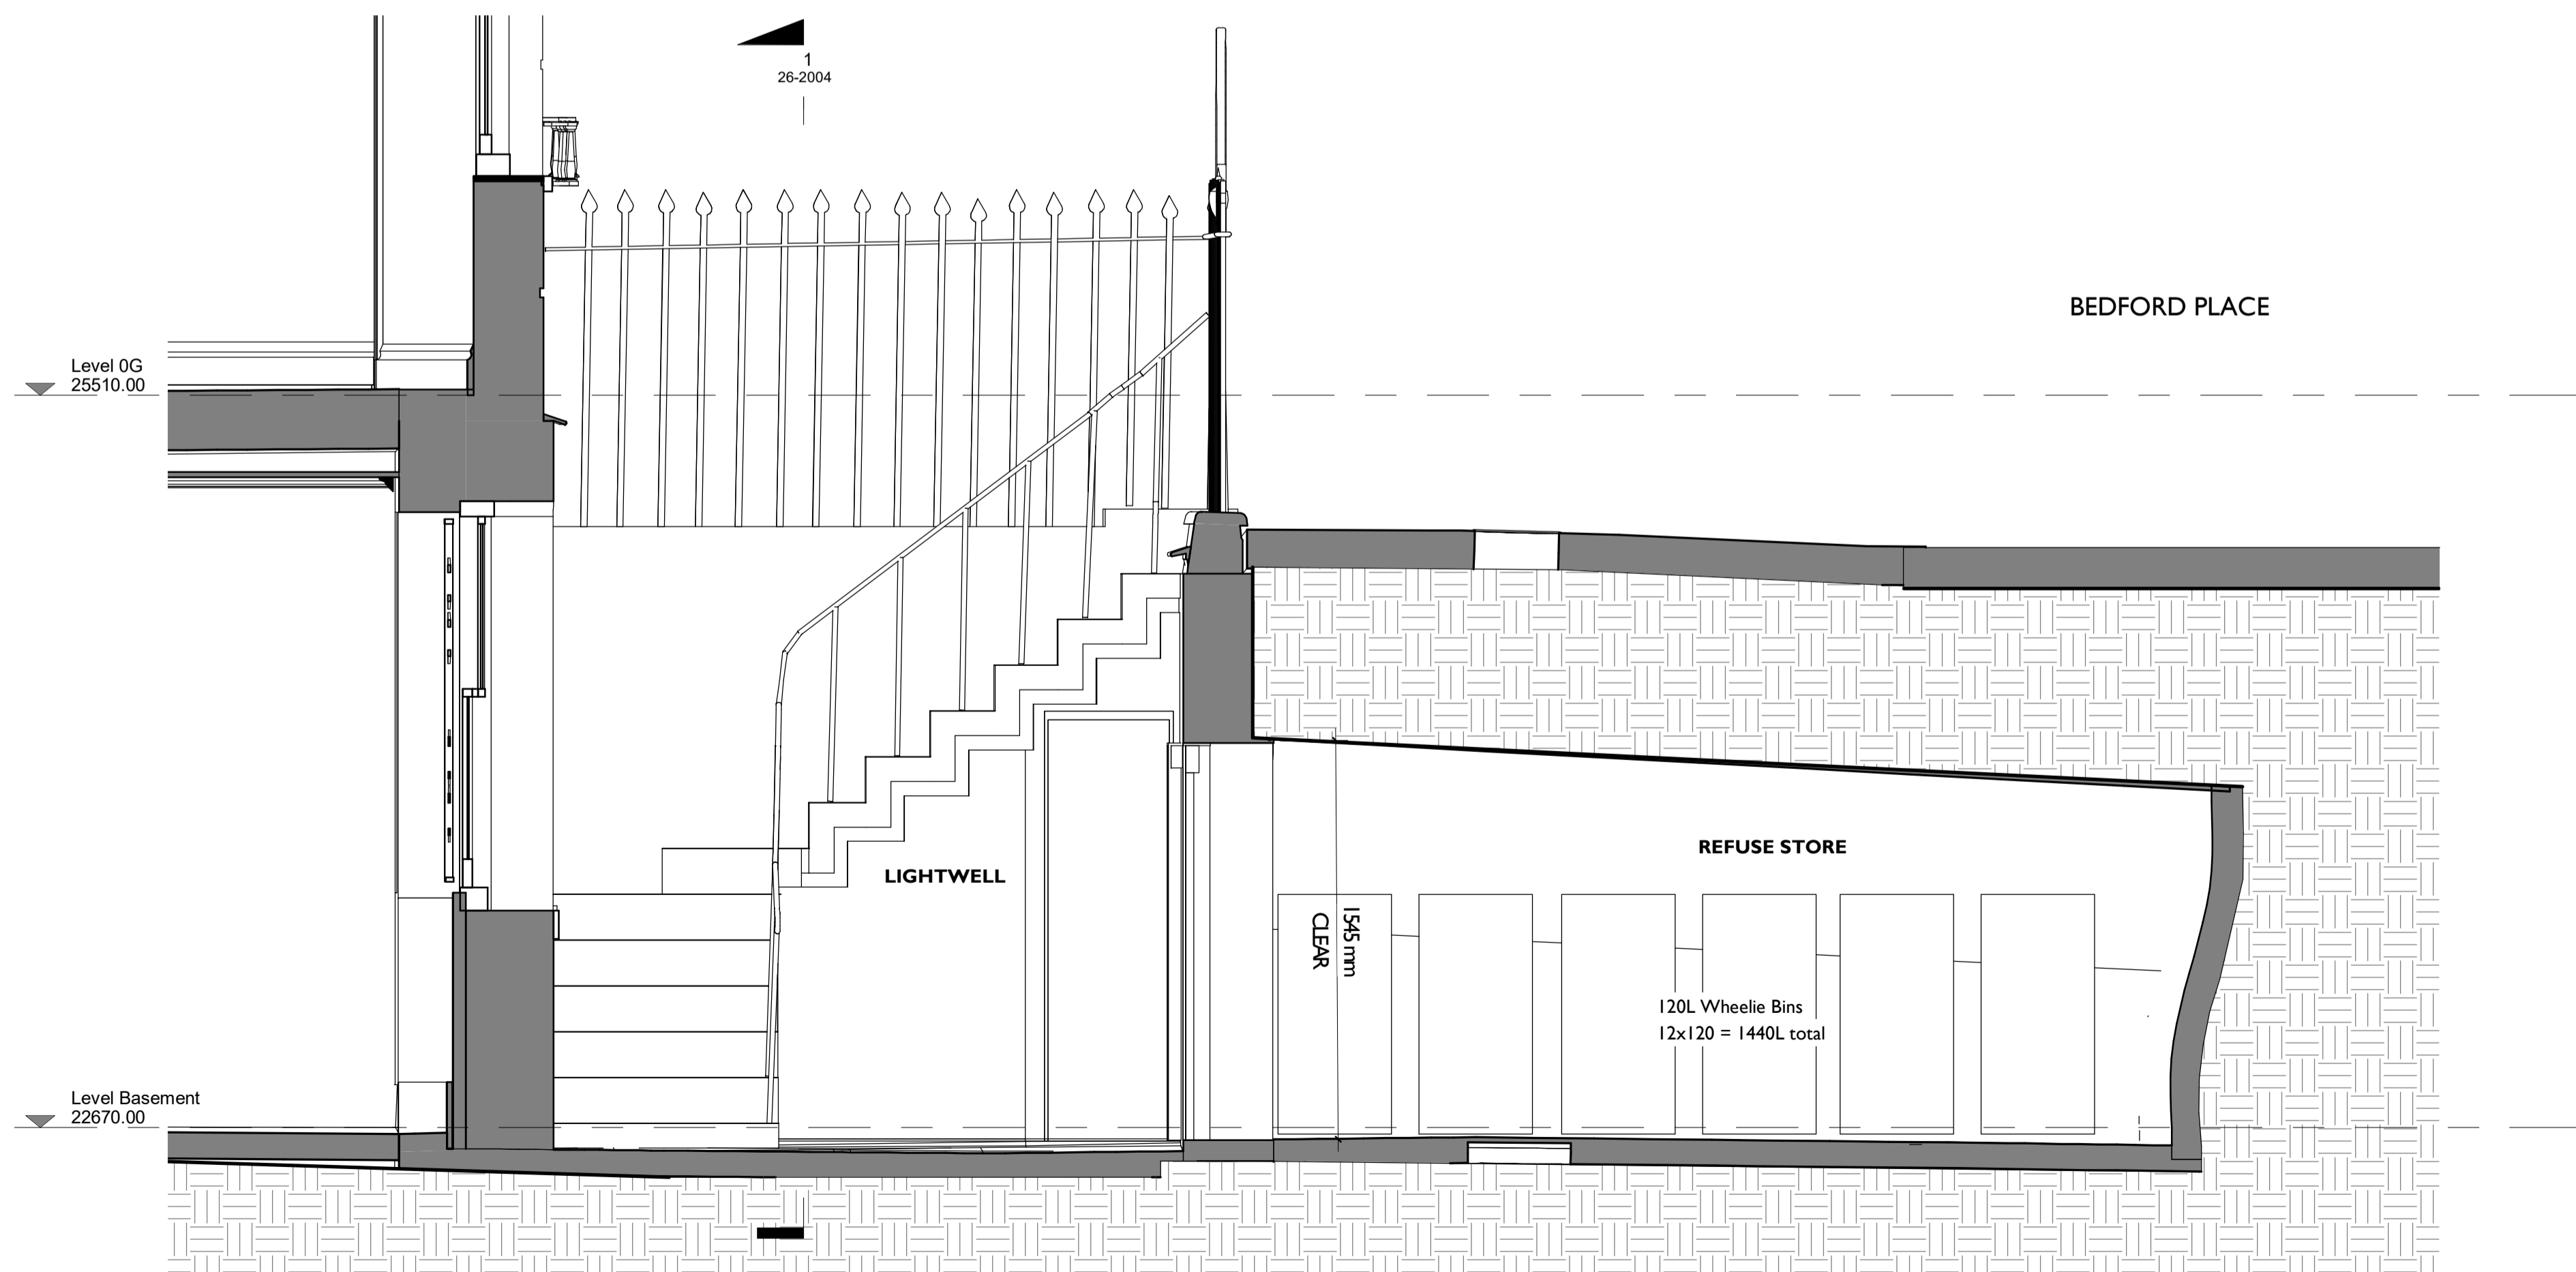 1
26-2004
BEDFORD PLACE
Level 0G
25510.00
REFUSE STORE
LIGHTWELL
1545 mm
CLEAR
120L Wheelie Bins
12x120 = 1440L total
Level Basement
22670.00